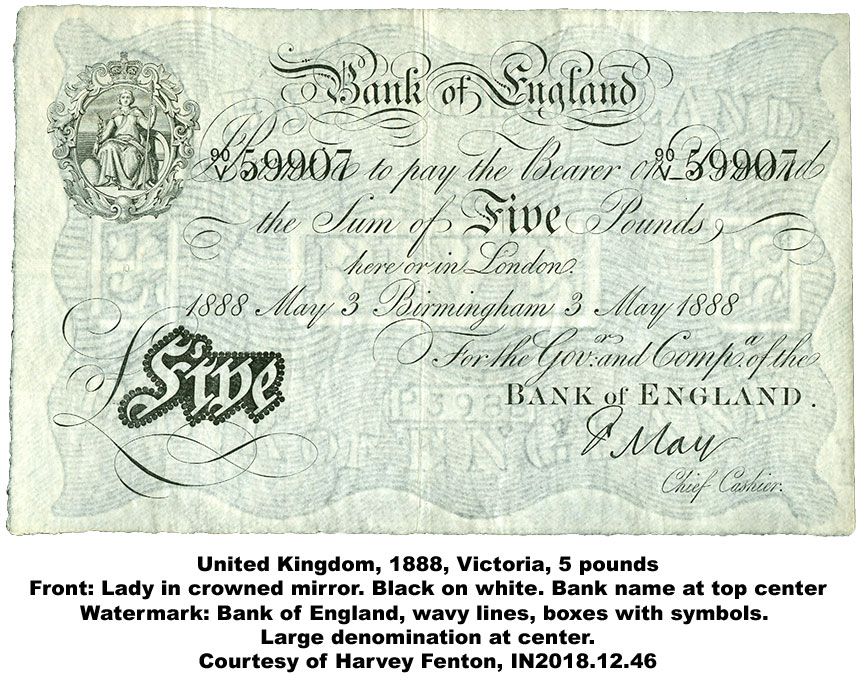 Bank of England
90/V 59907 to pay the Bearer on Demand 90/V 59907
the Sum of Five Pounds,
here or in London.
1888 May 3 Birmingham 3 May 1888
For the Govr. and Compa. of the
BANK of ENGLAND.
£ Five
F May
Chief Cashier.
United Kingdom, 1888, Victoria, 5 pounds
Front: Lady in crowned mirror. Black on white. Bank name at top center
Watermark: Bank of England, wavy lines, boxes with symbols.
Large denomination at center.
Courtesy of Harvey Fenton, IN2018.12.46